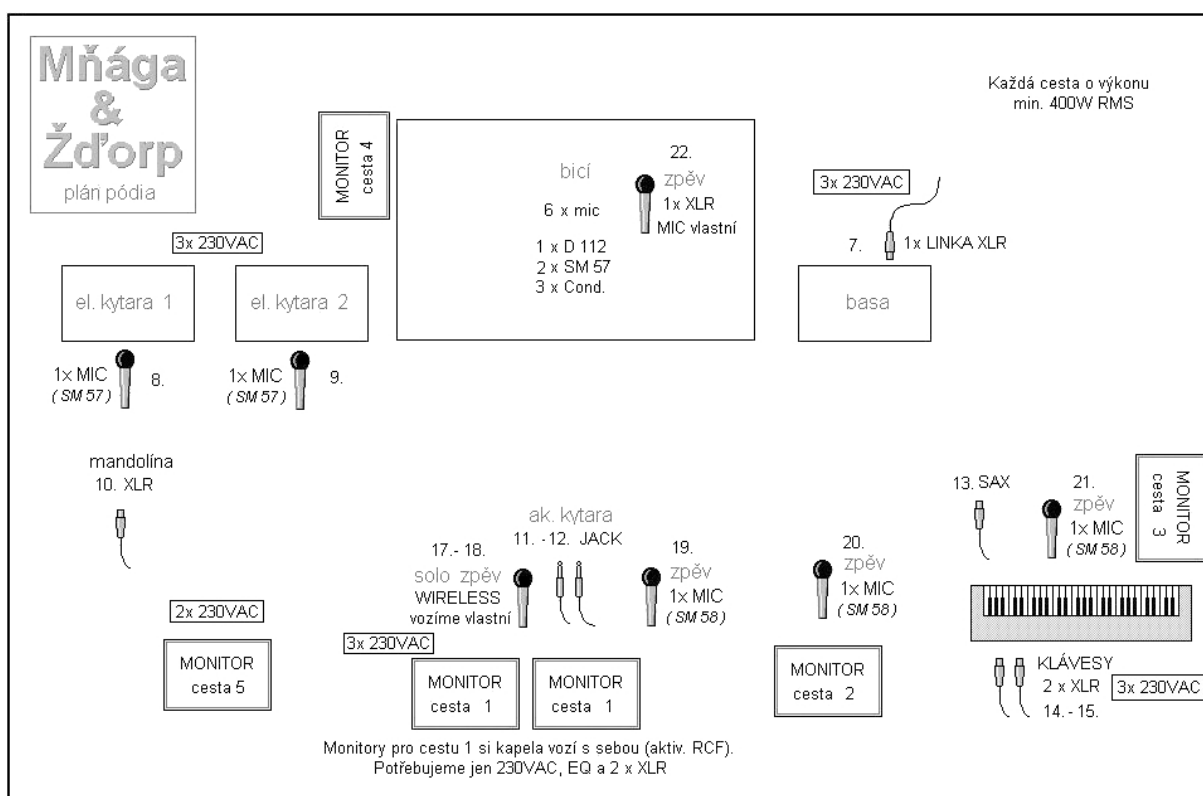 Mňága
&
Žďorp
plán pódia
Každá cesta o výkonu
min. 400W RMS
MONITOR
cesta 4
bicí
6 x mic
1 x D 112
2 x SM 57
3 x Cond.
22.
zpěv
1x XLR
MIC vlastní
3x 230VAC
7.
1x LINKA XLR
basa
3x 230VAC
el. kytara 1
el. kytara 2
1x MIC
(SM 57)
8.
1x MIC
(SM 57)
9.
mandolína
10. XLR
ak. kytara
11. -12. JACK
17.- 18.
solo zpěv
WIRELESS
vozíme vlastní
19.
zpěv
1x MIC
(SM 58)
20.
zpěv
1x MIC
(SM 58)
13. SAX
21.
zpěv
1x MIC
(SM 58)
MONITOR
cesta 3
2x 230VAC
MONITOR
cesta 5
3x 230VAC
MONITOR
cesta 1
MONITOR
cesta 1
MONITOR
cesta 2
KLÁVESY
2 x XLR
14. - 15.
3x 230VAC
Monitory pro cestu 1 si kapela vozí s sebou (aktiv. RCF).
Potřebujeme jen 230VAC, EQ a 2 x XLR